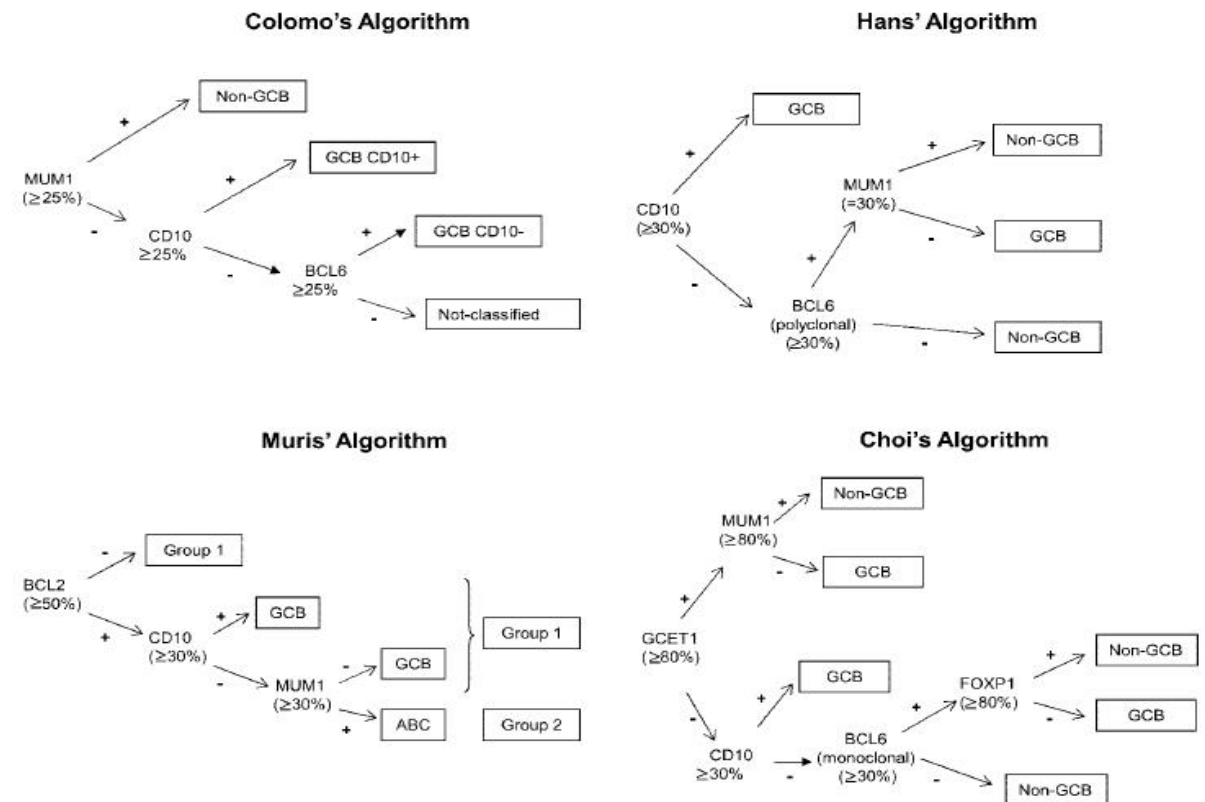 Colomo's Algorithm
Non-GCB
+
MUM1
(≥25%)
-
GCB CD10+
+
CD10
≥25%
-
GCB CD10-
+
BCL6
≥25%
-
Not-classified
Hans' Algorithm
GCB
+
CD10
(≥30%)
-
Non-GCB
+
MUM1
(=30%)
-
GCB
+
BCL6
(polyclonal)
(≥30%)
-
Non-GCB
Muris' Algorithm
-
Group 1
BCL2
(≥50%)
+
GCB
+
CD10
(≥30%)
-
Group 1
-
GCB
MUM1
(≥30%)
+
ABC
Group 2
Choi's Algorithm
Non-GCB
+
MUM1
(≥80%)
-
GCB
+
GCET1
(≥80%)
-
GCB
+
CD10
≥30%
-
Non-GCB
+
FOXP1
(≥80%)
-
GCB
+
BCL6
(monoclonal)
(≥30%)
-
Non-GCB